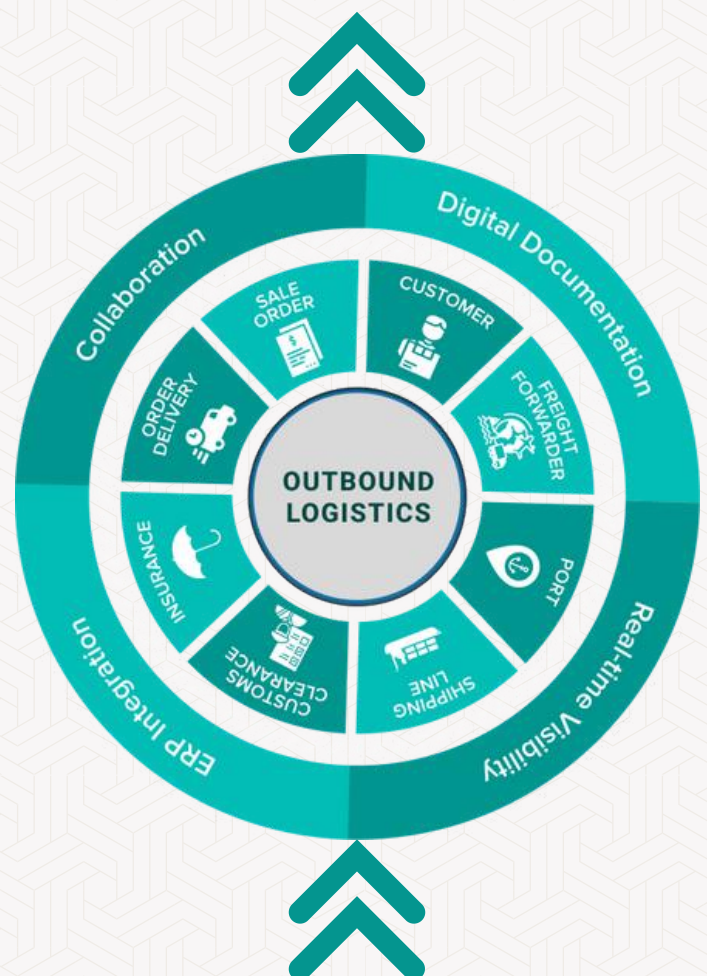 Collaboration
Digital Documentation
Real-time Visibility
ERP Integration
SALE
ORDER
CUSTOMER
FREIGHT
FORWARDER
PORT
SHIPPING
LINE
CUSTOMS
CLEARANCE
INSURANCE
ORDER
DELIVERY
OUTBOUND
LOGISTICS
$